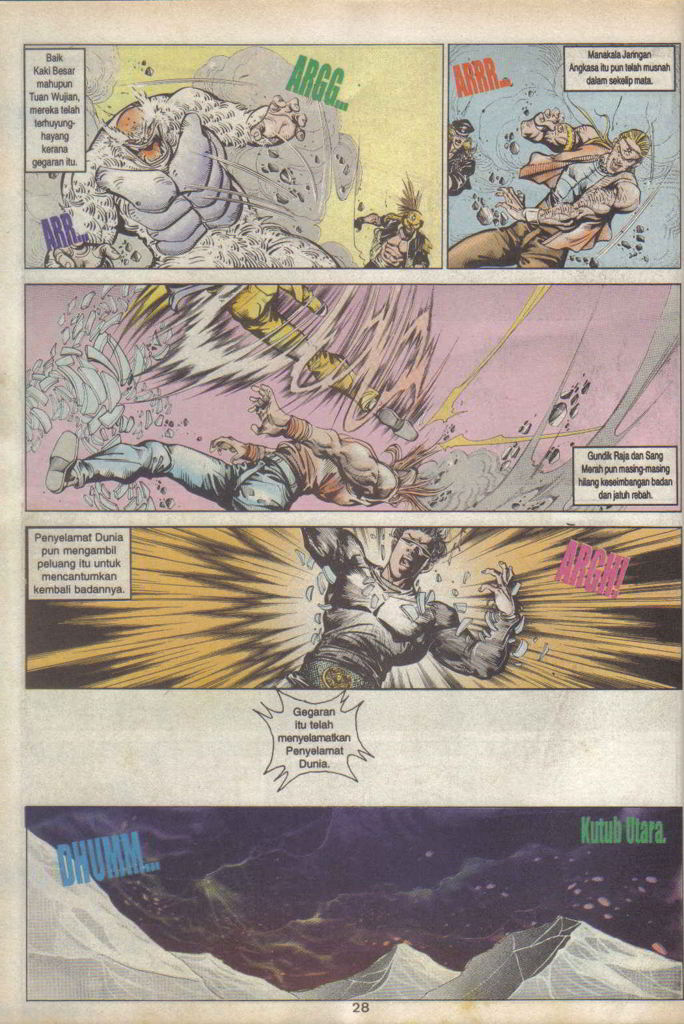 Baik
Kaki Besar
mahupun
Tuan Wujian,
mereka telah
terhuyung-
hayang
kerana
gegaran itu.
ARGG...
ARR...
ARRR...
Manakala Jaringan
Angkasa itu pun telah musnah
dalam sekelip mata.
Gundik Raja dan Sang
Merah pun masing-masing
hilang keseimbangan badan
dan jatuh rebah.
Penyelamat Dunia
pun mengambil
peluang itu untuk
mencantumkan
kembali badannya.
ARGH!
Gegaran
itu telah
menyelamatkan
Penyelamat
Dunia.
DHUMM...
Kutub Utara.
28